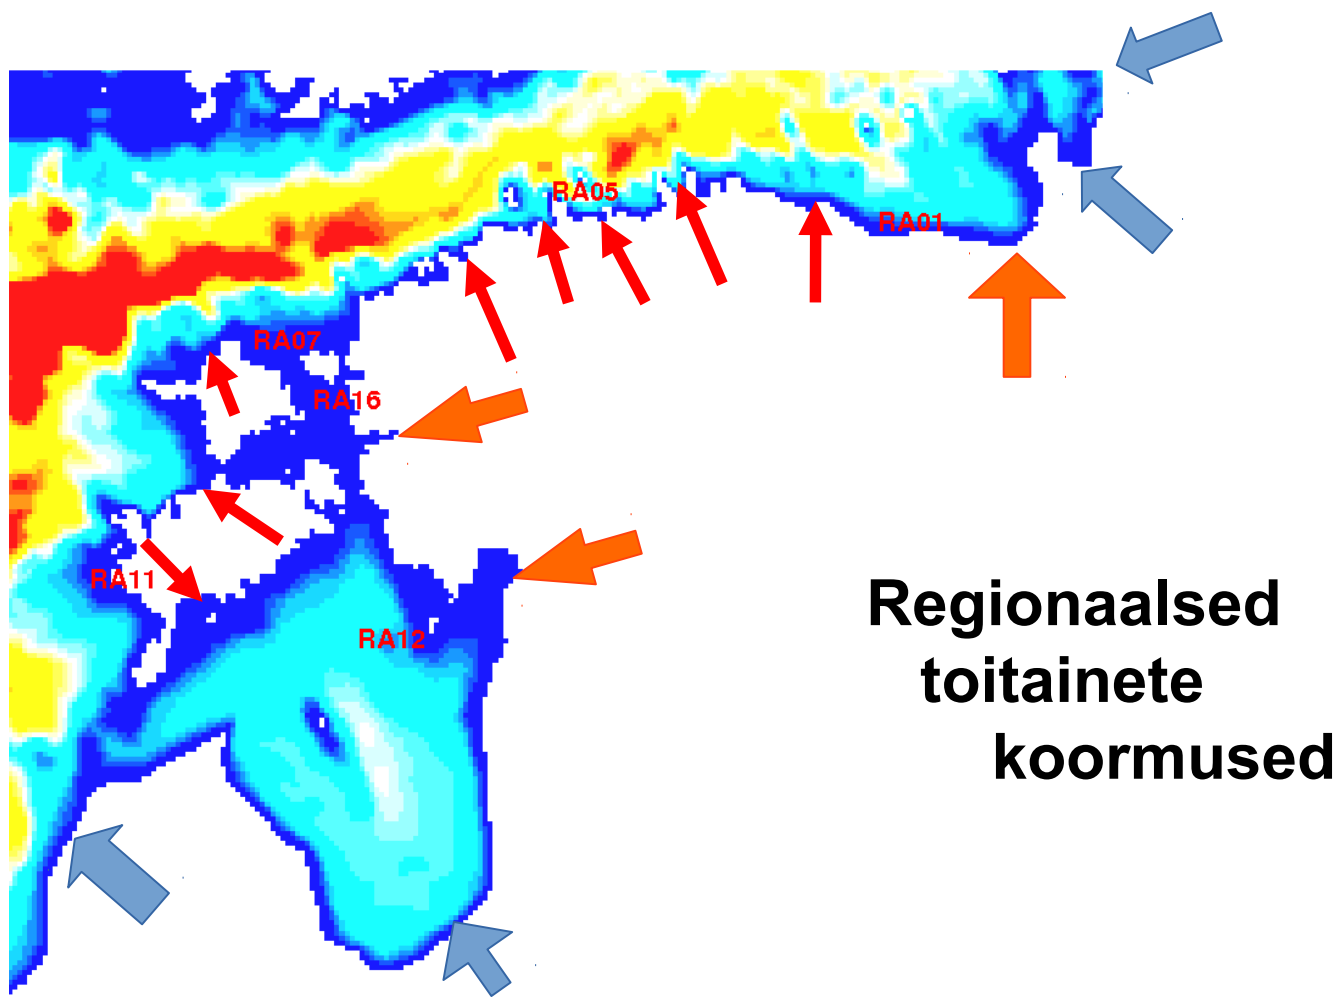 RA05
RA01
RA07
RA16
RA11
RA12
Regionaalsed
toitainete
koormused